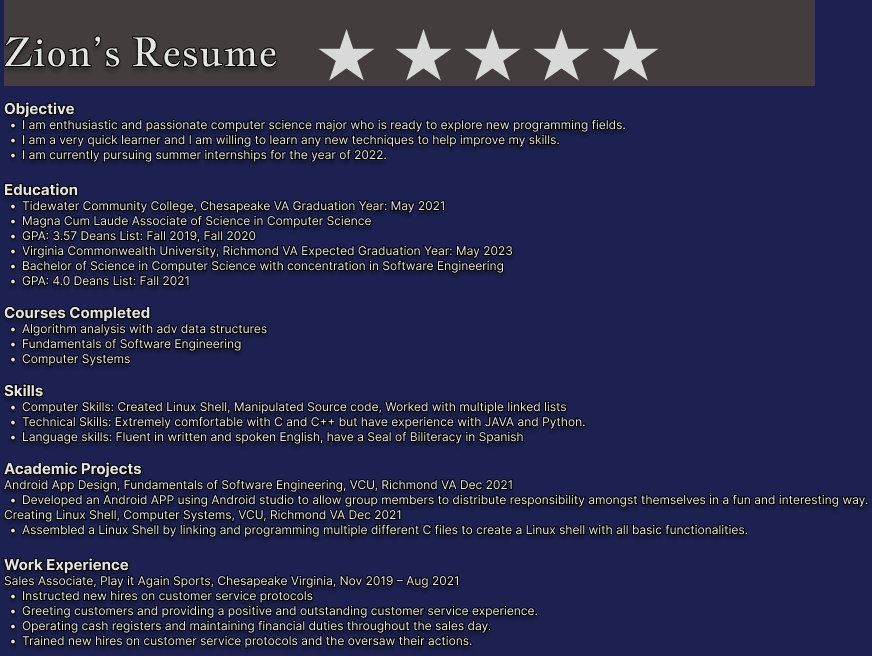 Zion's Resume
Objective
• I am enthusiastic and passionate computer science major who is ready to explore new programming fields.
• I am a very quick learner and I am willing to learn any new techniques to help improve my skills.
• I am currently pursuing summer internships for the year of 2022.
Education
• Tidewater Community College, Chesapeake VA Graduation Year: May 2021
• Magna Cum Laude Associate of Science in Computer Science
• GPA: 3.57 Deans List: Fall 2019, Fall 2020
• Virginia Commonwealth University, Richmond VA Expected Graduation Year: May 2023
• Bachelor of Science in Computer Science with concentration in Software Engineering
• GPA: 4.0 Deans List: Fall 2021
Courses Completed
• Algorithm analysis with adv data structures
• Fundamentals of Software Engineering
• Computer Systems
Skills
• Computer Skills: Created Linux Shell, Manipulated Source code, Worked with multiple linked lists
• Technical Skills: Extremely comfortable with C and C++ but have experience with JAVA and Python.
• Language skills: Fluent in written and spoken English, have a Seal of Biliteracy in Spanish
Academic Projects
Android App Design, Fundamentals of Software Engineering, VCU, Richmond VA Dec 2021
• Developed an Android APP using Android studio to allow group members to distribute responsibility amongst themselves in a fun and interesting way.
Creating Linux Shell, Computer Systems, VCU, Richmond VA Dec 2021
• Assembled a Linux Shell by linking and programming multiple different C files to create a Linux shell with all basic functionalities.
Work Experience
Sales Associate, Play it Again Sports, Chesapeake Virginia, Nov 2019 – Aug 2021
• Instructed new hires on customer service protocols
• Greeting customers and providing a positive and outstanding customer service experience.
• Operating cash registers and maintaining financial duties throughout the sales day.
• Trained new hires on customer service protocols and the oversaw their actions.